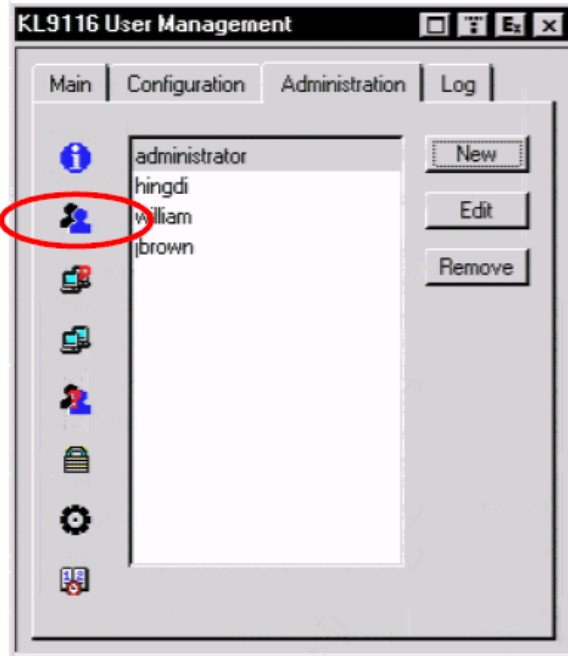 KL9116 User Management
Main Configuration Administration Log
administrator
hingdi
william
jbrown
New
Edit
Remove